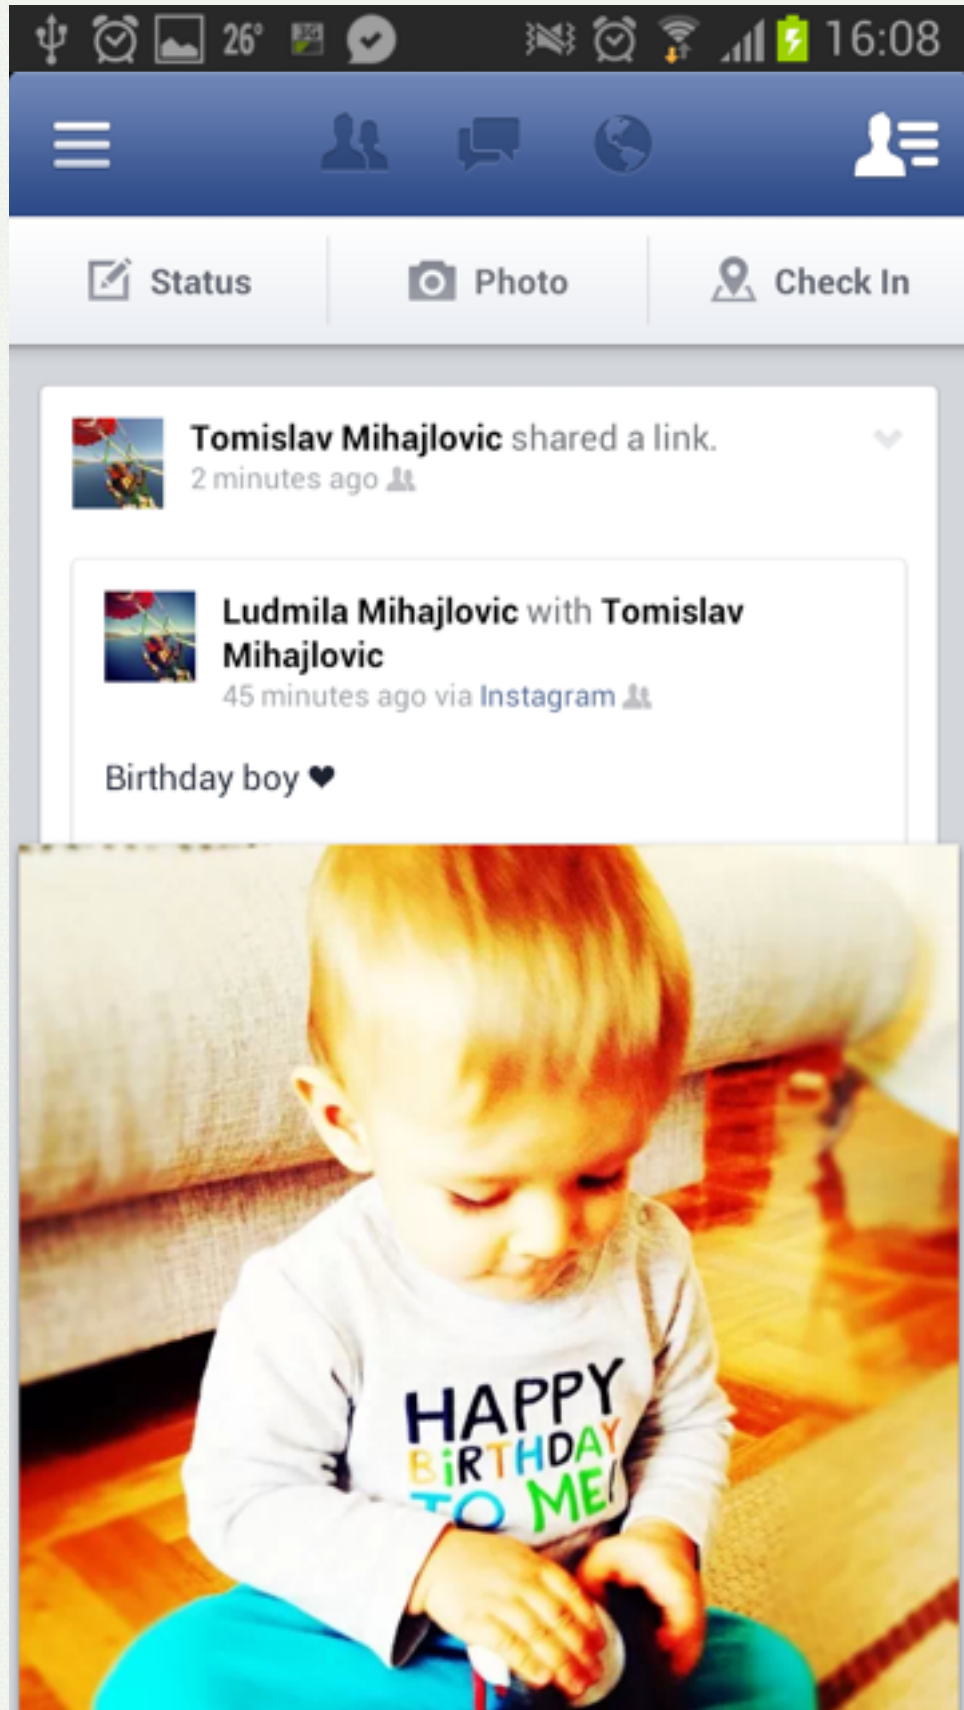 26° 16:08
Status Photo Check In
Tomislav Mihajlovic shared a link.
2 minutes ago
Ludmila Mihajlovic with Tomislav
Mihajlovic
45 minutes ago via Instagram
Birthday boy ♥
HAPPY
BiRTHDAY
TO ME!